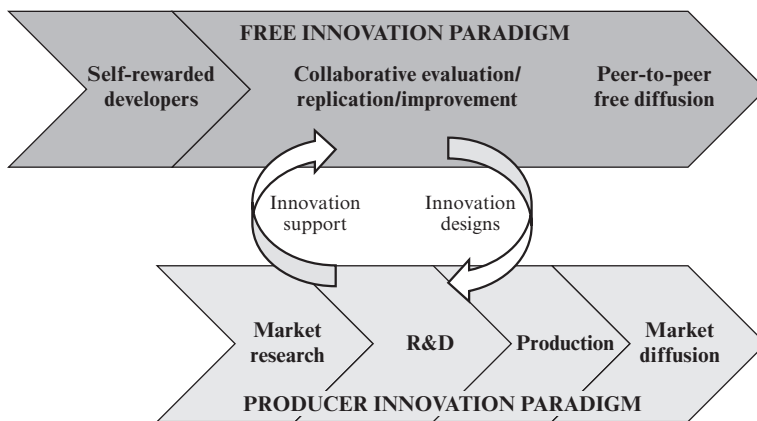 FREE INNOVATION PARADIGM
Self-rewarded
developers
Collaborative evaluation/
replication/improvement
Peer-to-peer
free diffusion
Innovation
support
Innovation
designs
Market
research
R&D
Production
Market
diffusion
PRODUCER INNOVATION PARADIGM